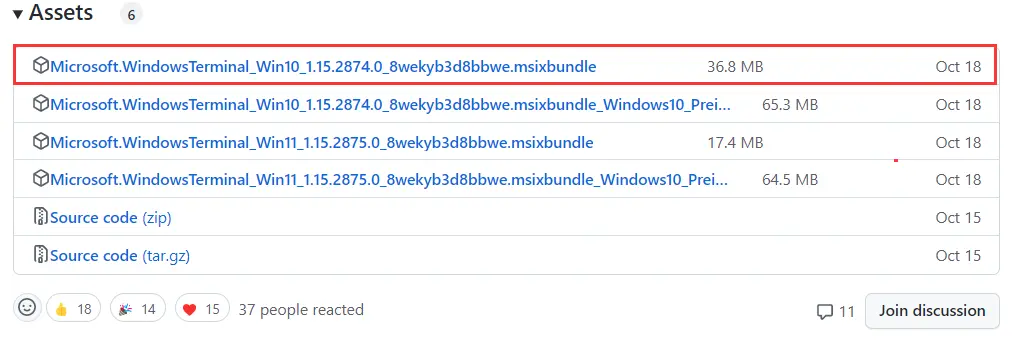 Assets 6
Microsoft.WindowsTerminal_Win10_1.15.2874.0_8wekyb3d8bbwe.msixbundle 36.8 MB Oct 18
Microsoft.WindowsTerminal_Win10_1.15.2874.0_8wekyb3d8bbwe.msixbundle_Windows10_Prei... 65.3 MB Oct 18
Microsoft.WindowsTerminal_Win11_1.15.2875.0_8wekyb3d8bbwe.msixbundle 17.4 MB Oct 18
Microsoft.WindowsTerminal_Win11_1.15.2875.0_8wekyb3d8bbwe.msixbundle_Windows10_Prei... 64.5 MB Oct 18
Source code (zip) Oct 15
Source code (tar.gz) Oct 15
18 14 15 37 people reacted 11 Join discussion